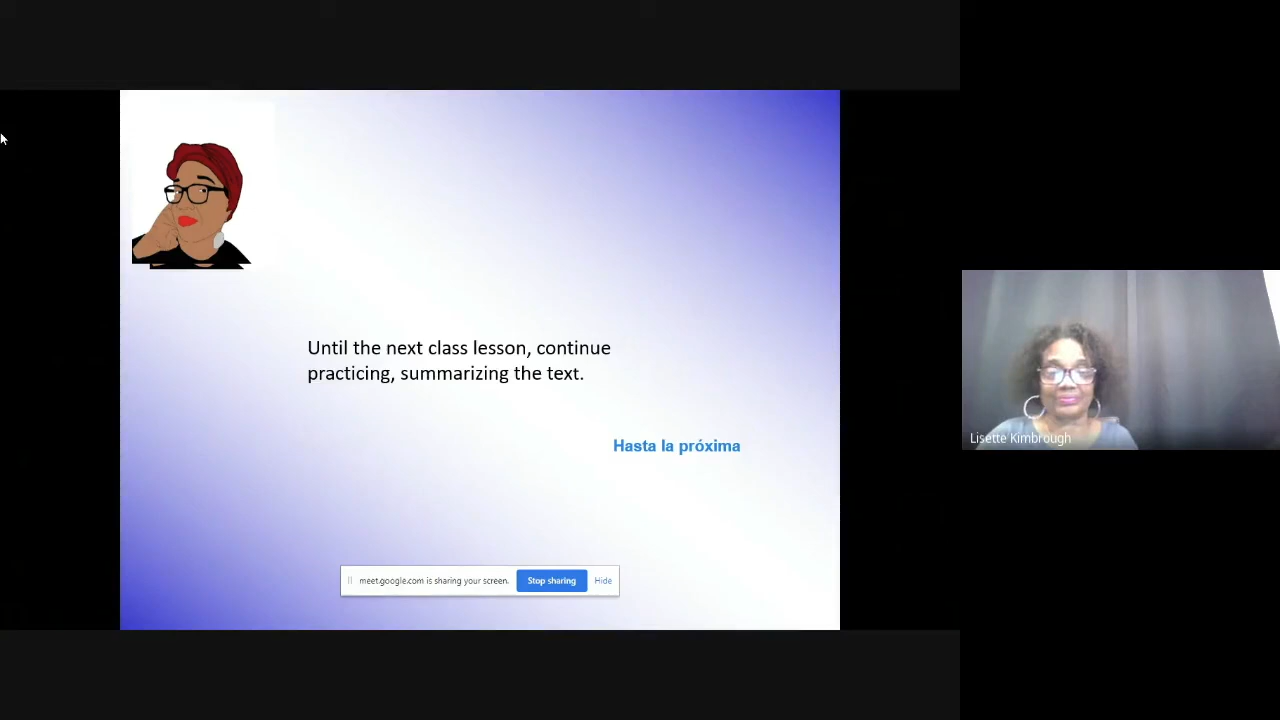 Until the next class lesson, continue
practicing, summarizing the text.
Hasta la próxima
Lisette Kimbrough
meet.google.com is sharing your screen.
Stop sharing
Hide